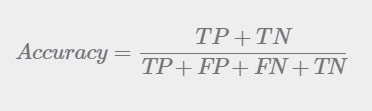 Accuracy = TP + TN / TP + FP + FN + TN